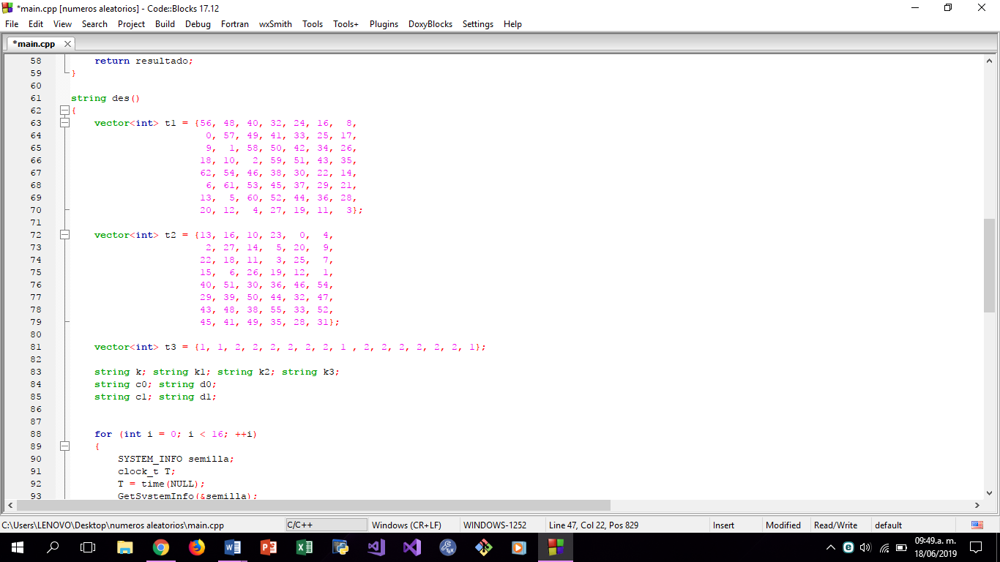 *main.cpp [numeros aleatorios] - Code::Blocks 17.12
File Edit View Search Project Build Debug Fortran wxSmith Tools Tools+ Plugins DoxyBlocks Settings Help
*main.cpp
58 return resultado;
59 }
60
61 string des()
62 {
63 vector<int> t1 = {56, 48, 40, 32, 24, 16, 8,
64 0, 57, 49, 41, 33, 25, 17,
65 9, 1, 58, 50, 42, 34, 26,
66 18, 10, 2, 59, 51, 43, 35,
67 62, 54, 46, 38, 30, 22, 14,
68 6, 61, 53, 45, 37, 29, 21,
69 13, 5, 60, 52, 44, 36, 28,
70 20, 12, 4, 27, 19, 11, 3};
71
72 vector<int> t2 = {13, 16, 10, 23, 0, 4,
73 2, 27, 14, 5, 20, 9,
74 22, 18, 11, 3, 25, 7,
75 15, 6, 26, 19, 12, 1,
76 40, 51, 30, 36, 46, 54,
77 29, 39, 50, 44, 32, 47,
78 43, 48, 38, 55, 33, 52,
79 45, 41, 49, 35, 28, 31};
80
81 vector<int> t3 = {1, 1, 2, 2, 2, 2, 2, 2, 1 , 2, 2, 2, 2, 2, 2, 1};
82
83 string k; string k1; string k2; string k3;
84 string c0; string d0;
85 string c1; string d1;
86
87
88 for (int i = 0; i < 16; ++i)
89 {
90 SYSTEM_INFO semilla;
91 clock_t T;
92 T = time(NULL);
93 GetSystemInfo(&semilla);
C:\Users\LENOVO\Desktop\numeros aleatorios\main.cpp C/C++ Windows (CR+LF) WINDOWS-1252 Line 47, Col 22, Pos 829 Insert Modified Read/Write default
09:49 a. m.
18/06/2019